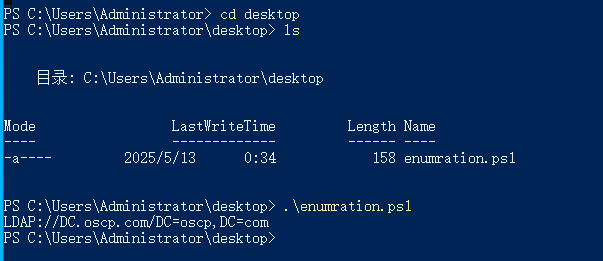 PS C:\Users\Administrator> cd desktop
PS C:\Users\Administrator\desktop> ls
目录: C:\Users\Administrator\desktop
Mode LastWriteTime Length Name
---- ------------- ------ ----
-a---- 2025/5/13 0:34 158 enumration.ps1
PS C:\Users\Administrator\desktop> .\enumration.ps1
LDAP://DC.oscp.com/DC=oscp,DC=com
PS C:\Users\Administrator\desktop>